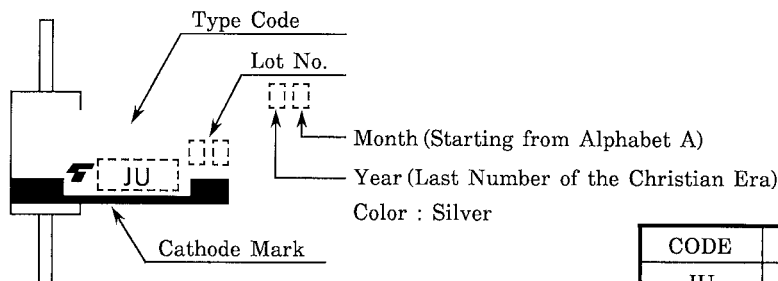 Type Code
Lot No.
Month (Starting from Alphabet A)
JU
Year (Last Number of the Christian Era)
Color : Silver
Cathode Mark
CODE
JU